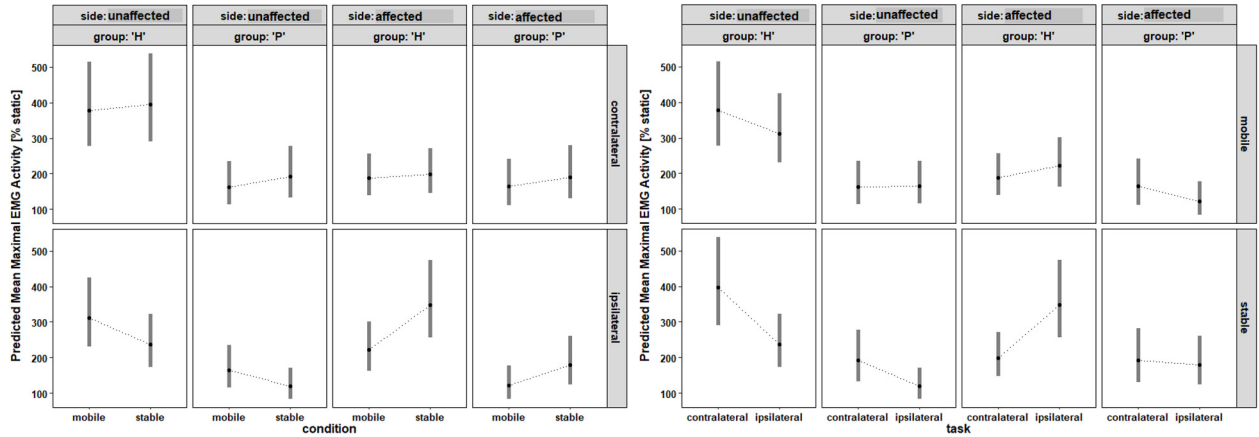 side: unaffected side: unaffected side: affected side: affected
group: 'H' group: 'P' group: 'H' group: 'P'
Predicted Mean Maximal EMG Activity [% static]
500
400
300
200
100
contralateral
500
400
300
200
100
ipsilateral
mobile stable mobile stable mobile stable mobile stable
condition
side: unaffected side: unaffected side: affected side: affected
group: 'H' group: 'P' group: 'H' group: 'P'
Predicted Mean Maximal EMG Activity [% static]
500
400
300
200
100
mobile
500
400
300
200
100
stable
contralateral ipsilateral contralateral ipsilateral contralateral ipsilateral contralateral ipsilateral
task